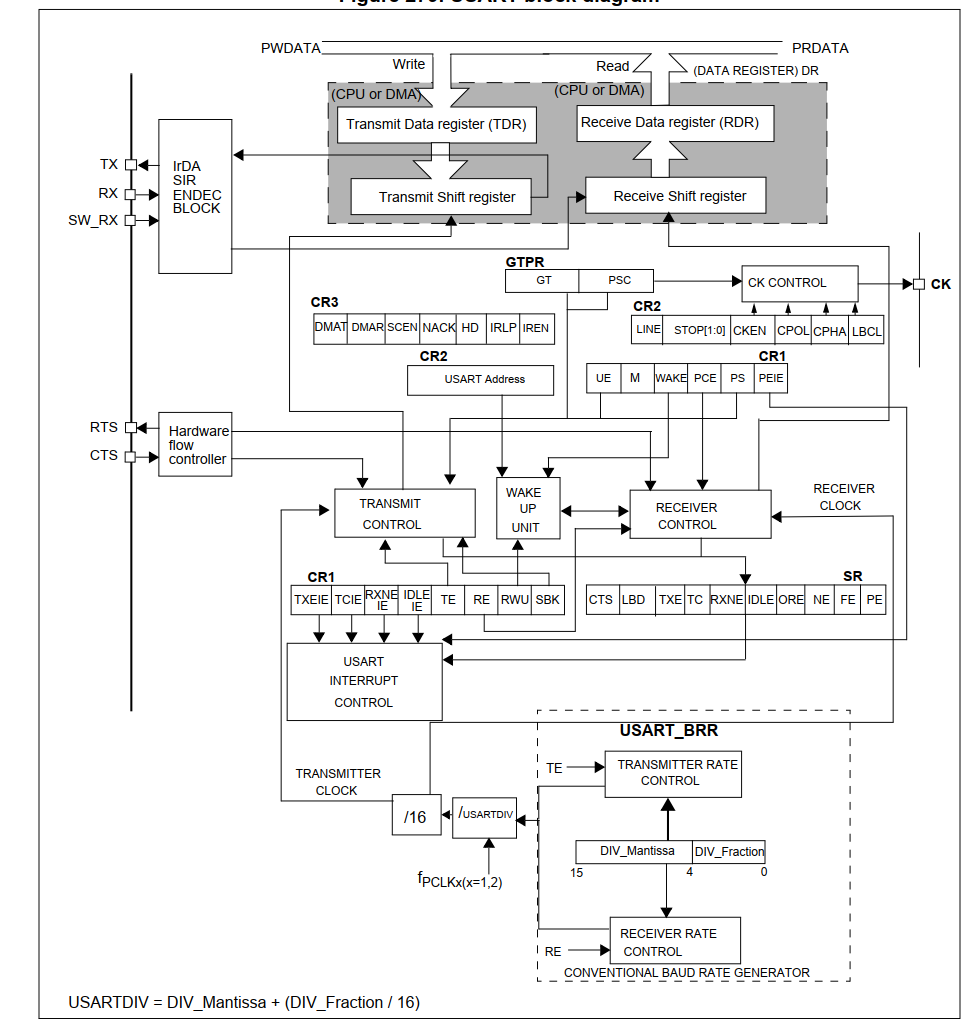 PWDATA
PRDATA
Write
Read
(DATA REGISTER) DR
(CPU or DMA)
(CPU or DMA)
Transmit Data register (TDR)
Receive Data register (RDR)
TX
RX
SW_RX
IrDA
SIR
ENDEC
BLOCK
Transmit Shift register
Receive Shift register
GTPR
GT
PSC
CK CONTROL
CK
CR3
DMAT
DMAR
SCEN
NACK
HD
IRLP
IREN
CR2
LINE
STOP[1:0]
CKEN
CPOL
CPHA
LBCL
CR2
USART Address
CR1
UE
M
WAKE
PCE
PS
PEIE
RTS
CTS
Hardware
flow
controller
TRANSMIT
CONTROL
WAKE
UP
UNIT
RECEIVER
CONTROL
RECEIVER
CLOCK
CR1
TXEIE
TCIE
RXNE
IE
IDLE
IE
TE
RE
RWU
SBK
SR
CTS
LBD
TXE
TC
RXNE
IDLE
ORE
NE
FE
PE
USART
INTERRUPT
CONTROL
USART_BRR
TE
TRANSMITTER RATE
CONTROL
TRANSMITTER
CLOCK
/16
/USARTDIV
DIV_Mantissa
DIV_Fraction
15
4
0
fPCLKx(x=1,2)
RE
RECEIVER RATE
CONTROL
CONVENTIONAL BAUD RATE GENERATOR
USARTDIV = DIV_Mantissa + (DIV_Fraction / 16)